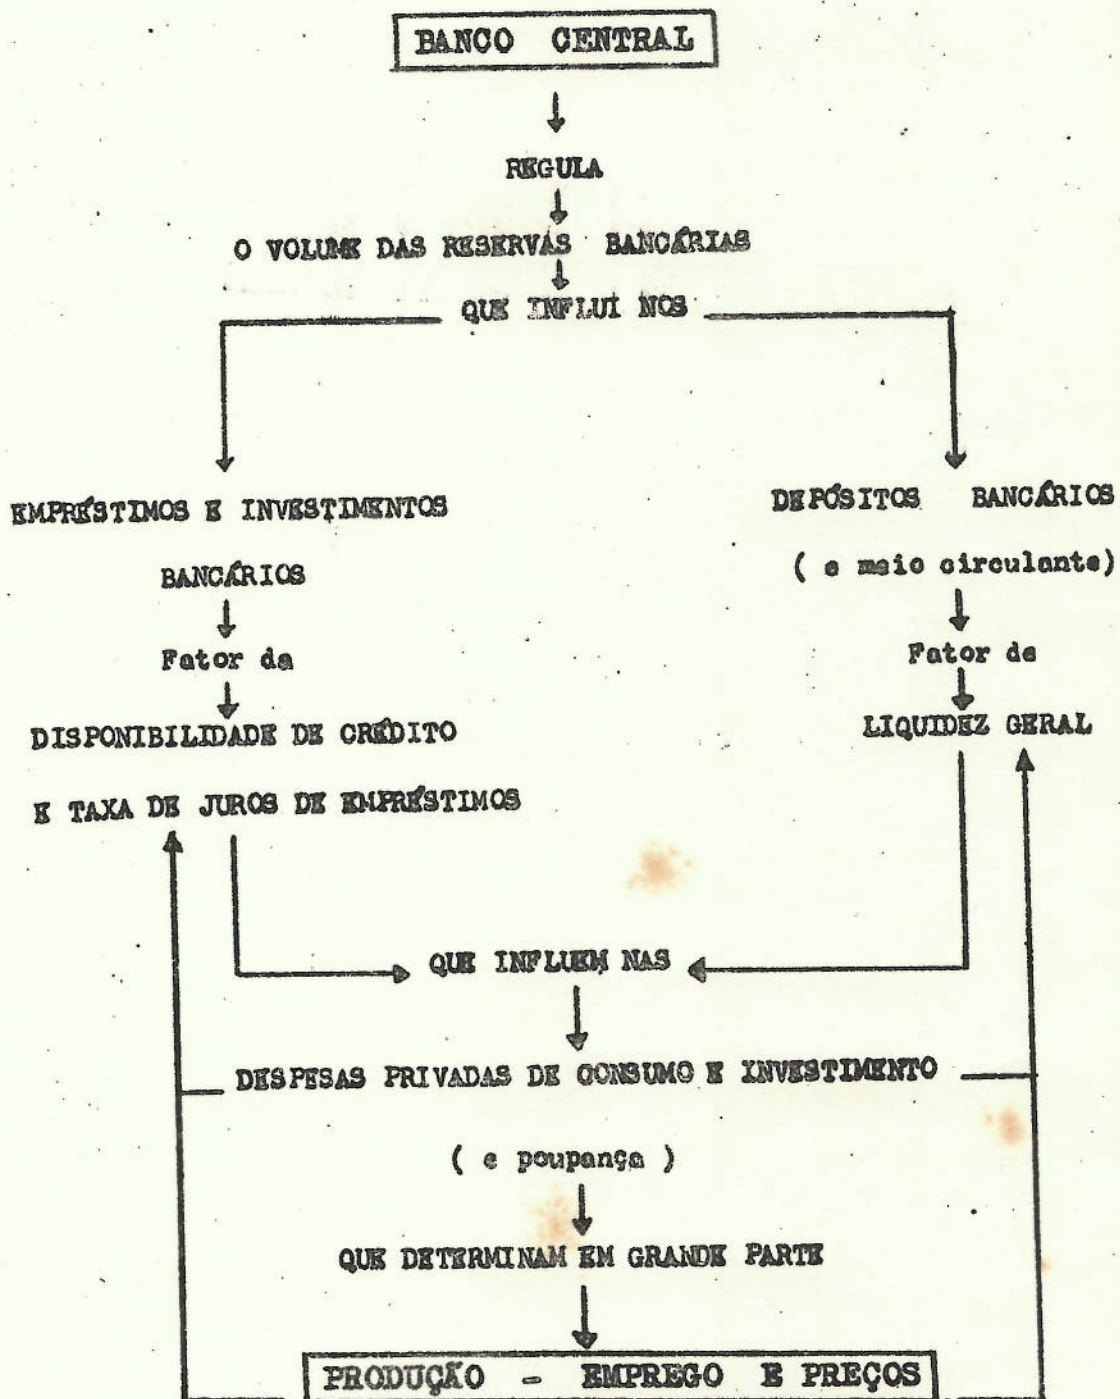 BANCO CENTRAL
REGULA
O VOLUME DAS RESERVAS BANCÁRIAS
QUE INFLUI NOS
EMPRÉSTIMOS E INVESTIMENTOS
BANCÁRIOS
Fator da
DISPONIBILIDADE DE CRÉDITO
E TAXA DE JUROS DE EMPRÉSTIMOS
DEPÓSITOS BANCÁRIOS
( e meio circulante)
Fator de
LIQUIDEZ GERAL
QUE INFLUEM NAS
DESPESAS PRIVADAS DE CONSUMO E INVESTIMENTO
( e poupança )
QUE DETERMINAM EM GRANDE PARTE
PRODUÇÃO - EMPREGO E PREÇOS